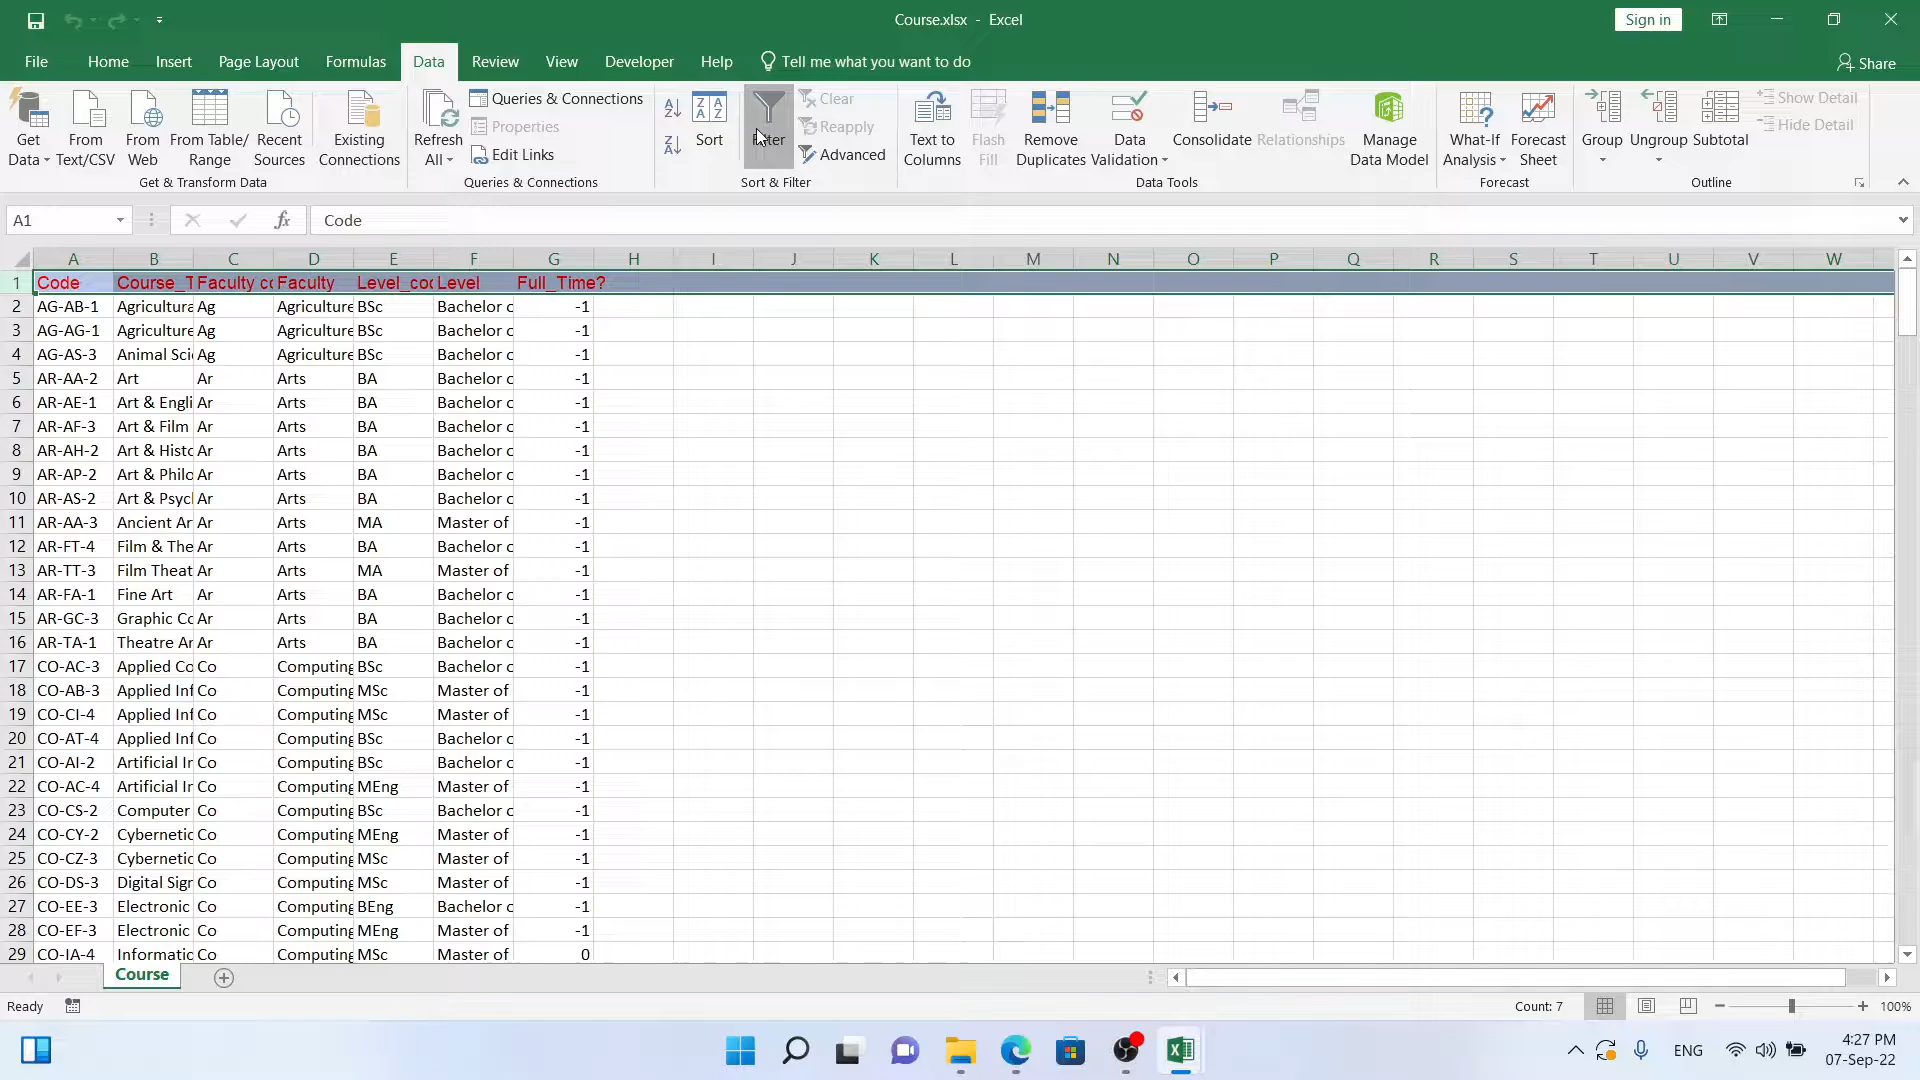 Course.xlsx - Excel
Sign in
File Home Insert Page Layout Formulas Data Review View Developer Help Tell me what you want to do Share
Get Data From Text/CSV From Web From Table/ Range Recent Sources Existing Connections
Get & Transform Data
Refresh All Queries & Connections
Properties
Edit Links
Queries & Connections
Sort Filter Clear
Reapply
Advanced
Sort & Filter
Text to Columns Flash Fill Remove Duplicates Data Validation Consolidate Relationships Manage Data Model
Data Tools
What-If Analysis Forecast Sheet
Forecast
Group Ungroup Subtotal Show Detail
Hide Detail
Outline
A1 fx Code
A B C D E F G H I J K L M N O P Q R S T U V W
1 Code Course_T Faculty co Faculty Level_coc Level Full_Time?
2 AG-AB-1 Agricultura Ag Agriculture BSc Bachelor c -1
3 AG-AG-1 Agriculture Ag Agriculture BSc Bachelor c -1
4 AG-AS-3 Animal Sci Ag Agriculture BSc Bachelor c -1
5 AR-AA-2 Art Ar Arts BA Bachelor c -1
6 AR-AE-1 Art & Engli Ar Arts BA Bachelor c -1
7 AR-AF-3 Art & Film Ar Arts BA Bachelor c -1
8 AR-AH-2 Art & Histo Ar Arts BA Bachelor c -1
9 AR-AP-2 Art & Philo Ar Arts BA Bachelor c -1
10 AR-AS-2 Art & Psycl Ar Arts BA Bachelor c -1
11 AR-AA-3 Ancient Ar Ar Arts MA Master of -1
12 AR-FT-4 Film & The Ar Arts BA Bachelor c -1
13 AR-TT-3 Film Theat Ar Arts MA Master of -1
14 AR-FA-1 Fine Art Ar Arts BA Bachelor c -1
15 AR-GC-3 Graphic Co Ar Arts BA Bachelor c -1
16 AR-TA-1 Theatre Ar Ar Arts BA Bachelor c -1
17 CO-AC-3 Applied Co Co Computing BSc Bachelor c -1
18 CO-AB-3 Applied Inf Co Computing MSc Master of -1
19 CO-CI-4 Applied Inf Co Computing MSc Master of -1
20 CO-AT-4 Applied Inf Co Computing BSc Bachelor c -1
21 CO-AI-2 Artificial Ir Co Computing BSc Bachelor c -1
22 CO-AC-4 Artificial Ir Co Computing MEng Master of -1
23 CO-CS-2 Computer Co Computing BSc Bachelor c -1
24 CO-CY-2 Cybernetic Co Computing MEng Master of -1
25 CO-CZ-3 Cybernetic Co Computing MSc Master of -1
26 CO-DS-3 Digital Sigr Co Computing MSc Master of -1
27 CO-EE-3 Electronic Co Computing BEng Bachelor c -1
28 CO-EF-3 Electronic Co Computing MEng Master of -1
29 CO-IA-4 Informatic Co Computing MSc Master of 0
Course
Ready Count: 7 100%
ENG 4:27 PM
07-Sep-22